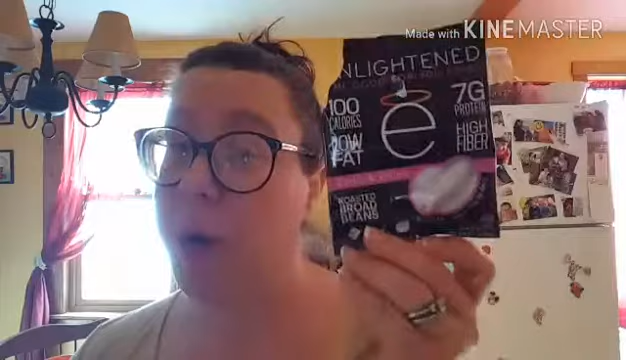 Made with KINEMASTER
NLIGHTENED
100
CALORIES
LOW
FAT
7G
PROTEIN
HIGH
FIBER
é
ROASTED
BROAD
BEANS